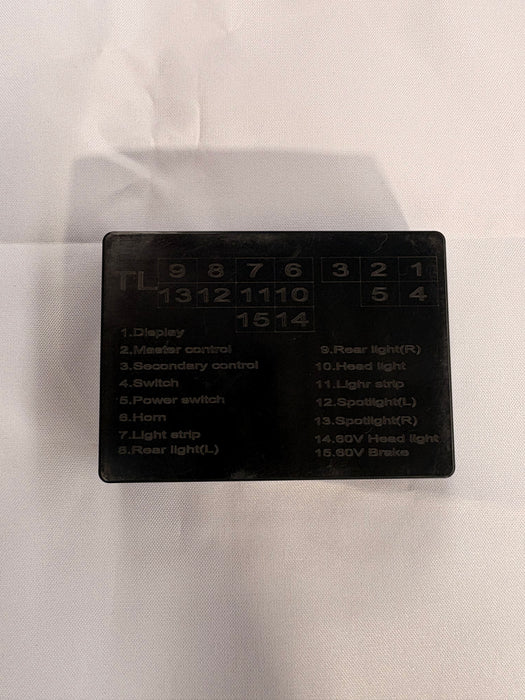 TL 9 8 7 6 3 2 1
13 12 11 10 5 4
15 14
1.Display
2.Master control
3.Secondary control
4.Switch
5.Power switch
6.Horn
7.Light strip
8.Rear light(L)
9.Rear light(R)
10.Head light
11.Lighr strip
12.Spotlight(L)
13.Spotlight(R)
14.60V Head light
15.60V Brake